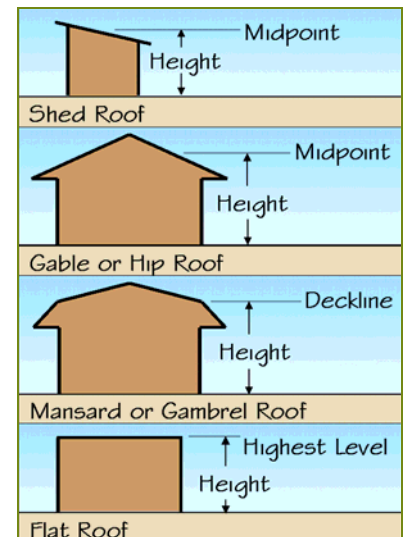 Midpoint
Height
Shed Roof
Midpoint
Height
Gable or Hip Roof
Deckline
Height
Mansard or Gambrel Roof
Highest Level
Height
Flat Roof